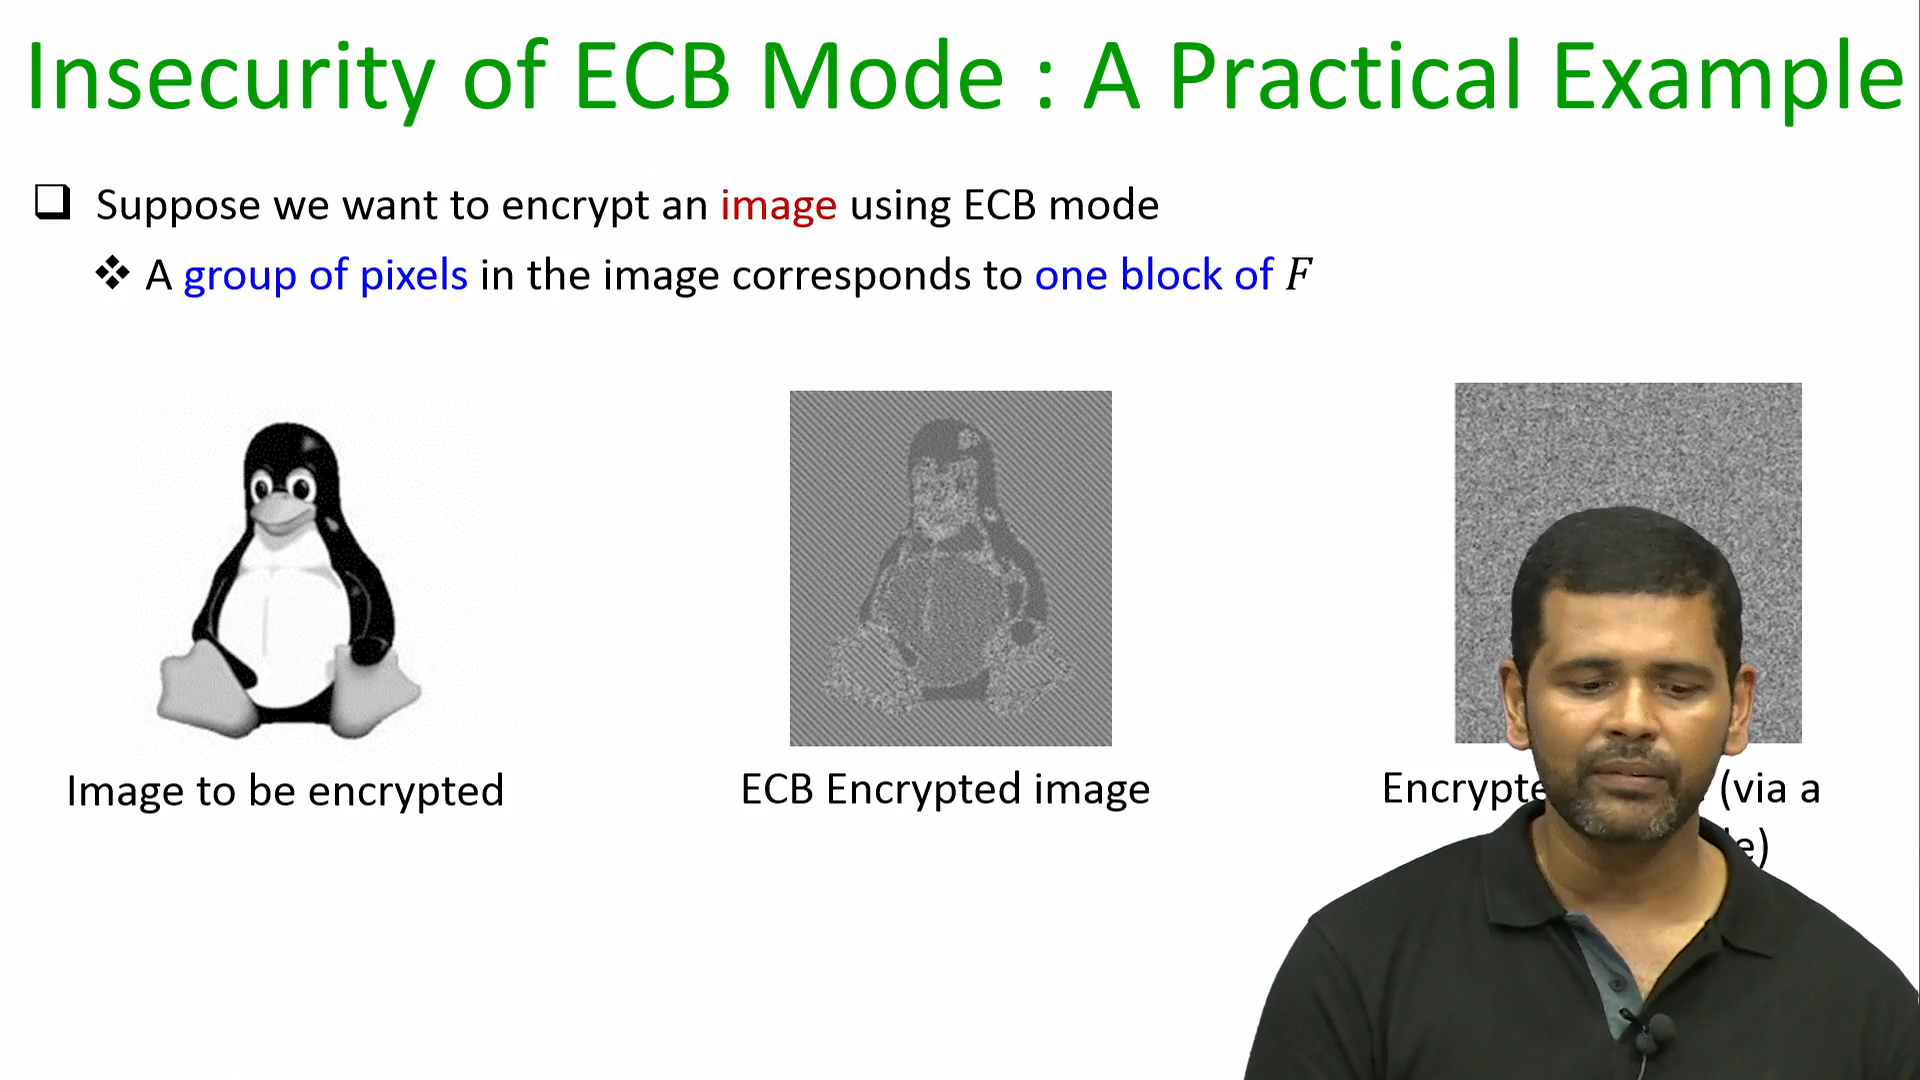 Insecurity of ECB Mode : A Practical Example
❑ Suppose we want to encrypt an image using ECB mode
❖ A group of pixels in the image corresponds to one block of F
Image to be encrypted
ECB Encrypted image
(via a